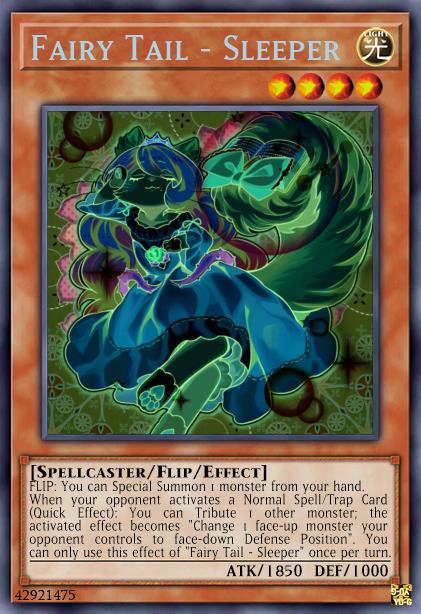 FAIRY TAIL - SLEEPER
LIGHT
光
[SPELLCASTER/FLIP/EFFECT]
FLIP: You can Special Summon 1 monster from your hand.
When your opponent activates a Normal Spell/Trap Card
(Quick Effect): You can Tribute 1 other monster; the
activated effect becomes "Change 1 face-up monster your
opponent controls to face-down Defense Position". You
can only use this effect of "Fairy Tail - Sleeper" once per turn.
ATK/1850 DEF/1000
42921475